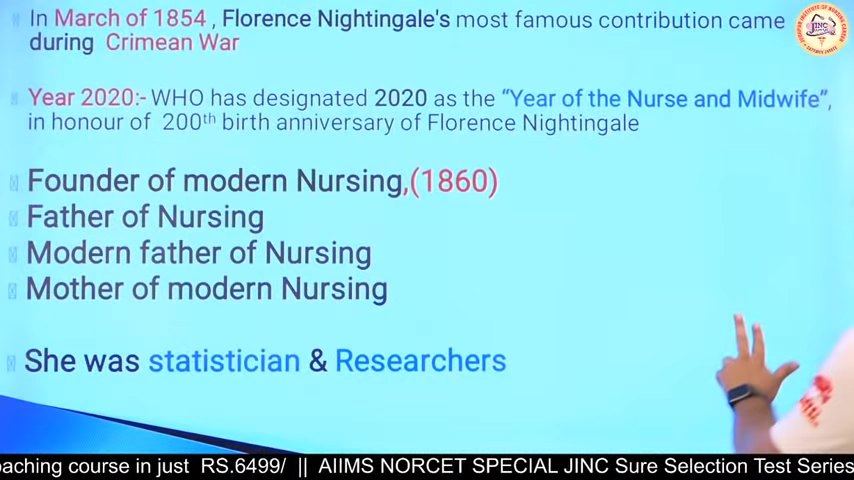 In March of 1854 , Florence Nightingale's most famous contribution came
during Crimean War
JINC
Year 2020:- WHO has designated 2020 as the "Year of the Nurse and Midwife",
in honour of 200th birth anniversary of Florence Nightingale
Founder of modern Nursing,(1860)
Father of Nursing
Modern father of Nursing
Mother of modern Nursing
She was statistician & Researchers
oaching course in just RS.6499/ || AIIMS NORCET SPECIAL JINC Sure Selection Test Series